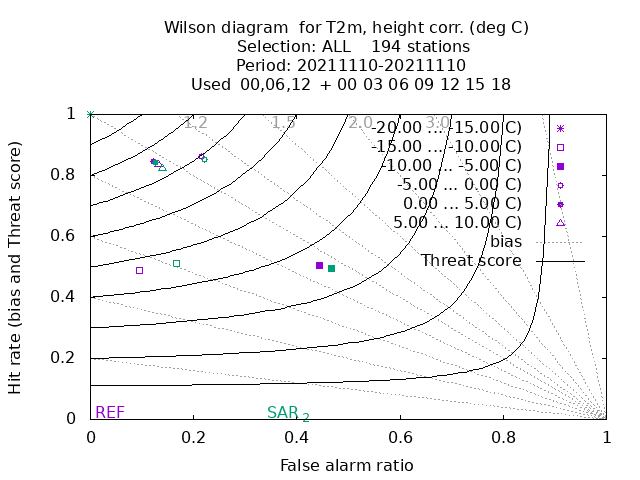 Wilson diagram for T2m, height corr. (deg C)
Selection: ALL 194 stations
Period: 20211110-20211110
Used 00,06,12 + 00 03 06 09 12 15 18
Hit rate (bias and Threat score)
1
0.8
0.6
0.4
0.2
0
1.2 1.5 2.0 3.0
-20.00 ... -15.00 C)
-15.00 ... -10.00 C)
-10.00 ... -5.00 C)
-5.00 ... 0.00 C)
0.00 ... 5.00 C)
5.00 ... 10.00 C)
bias
Threat score
REF SAR 2
0 0.2 0.4 0.6 0.8 1
False alarm ratio